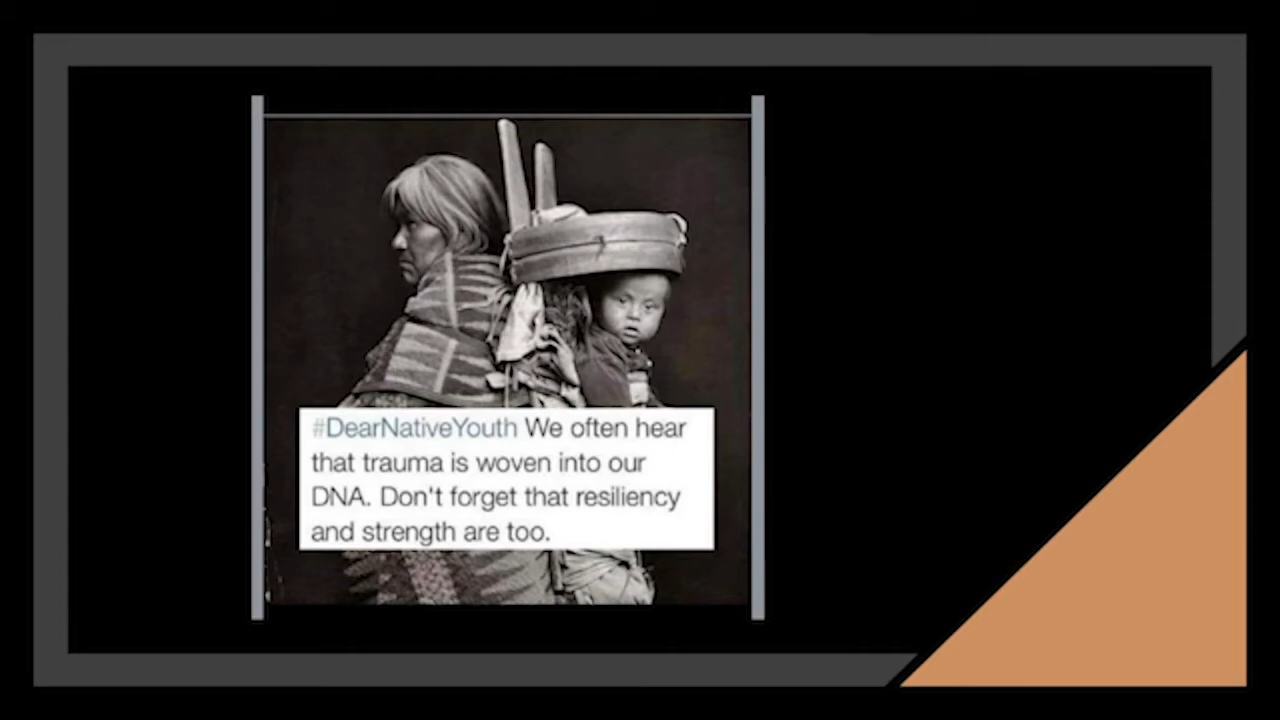 #DearNativeYouth We often hear
that trauma is woven into our
DNA. Don't forget that resiliency
and strength are too.